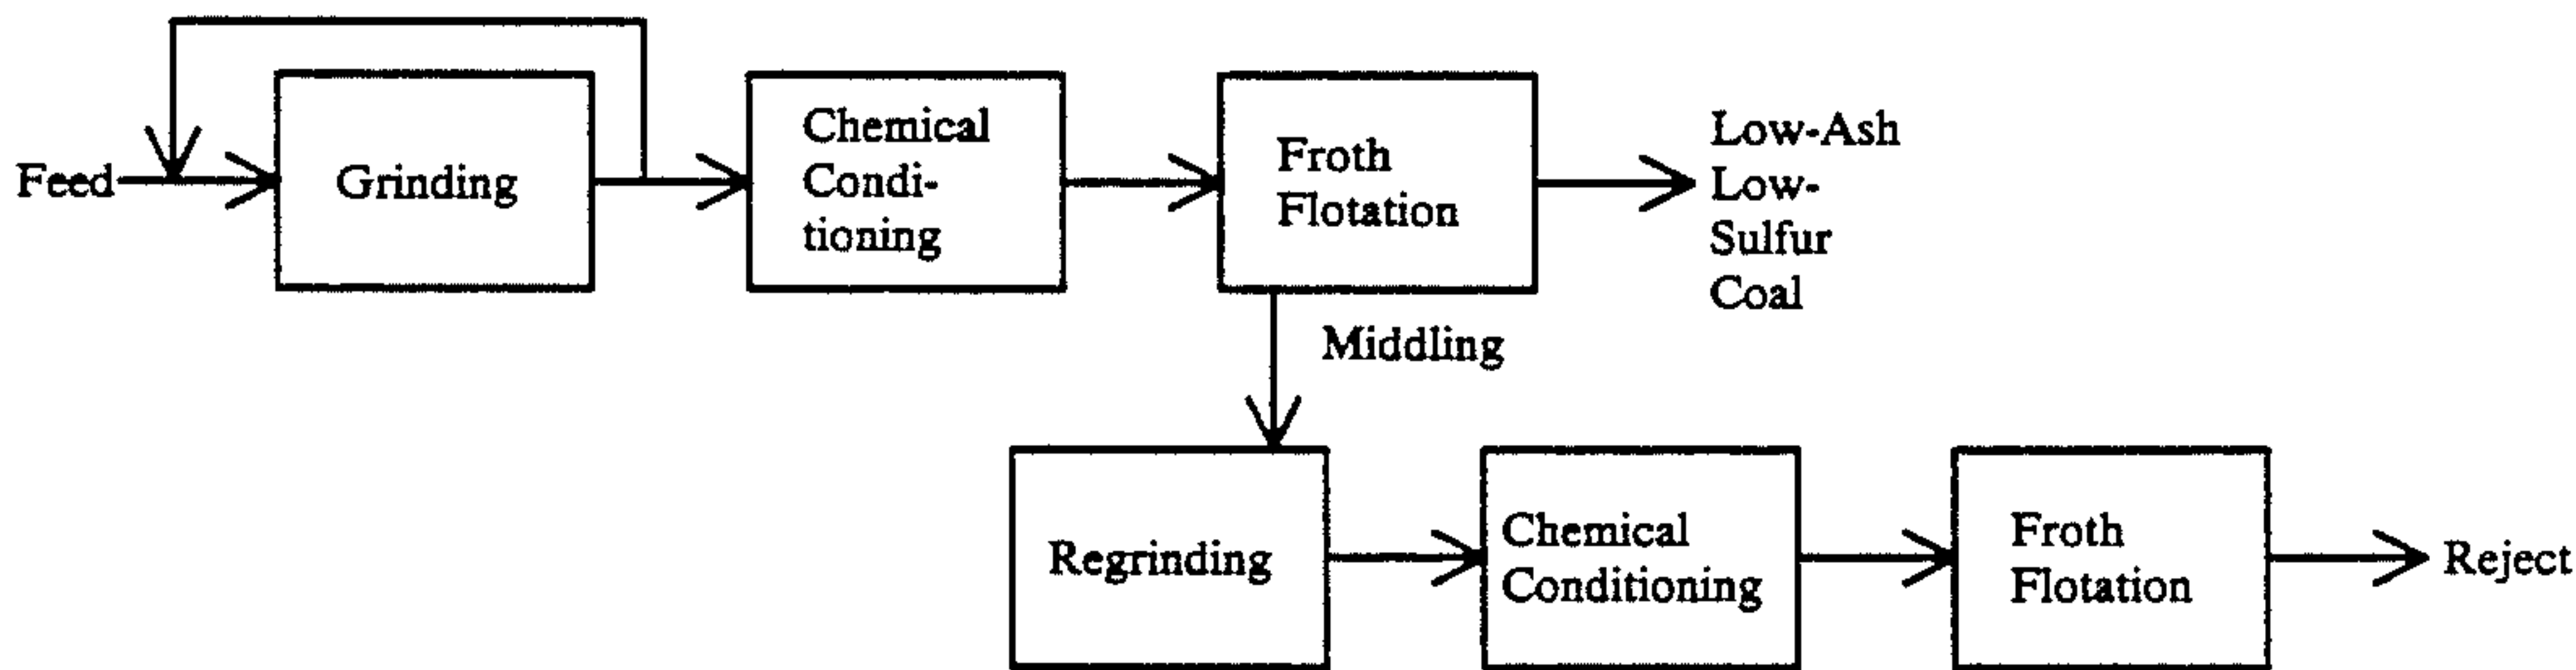 Feed
Grinding
Chemical
Condi-
tioning
Froth
Flotation
Low-Ash
Low-
Sulfur
Coal
Middling
Regrinding
Chemical
Conditioning
Froth
Flotation
Reject